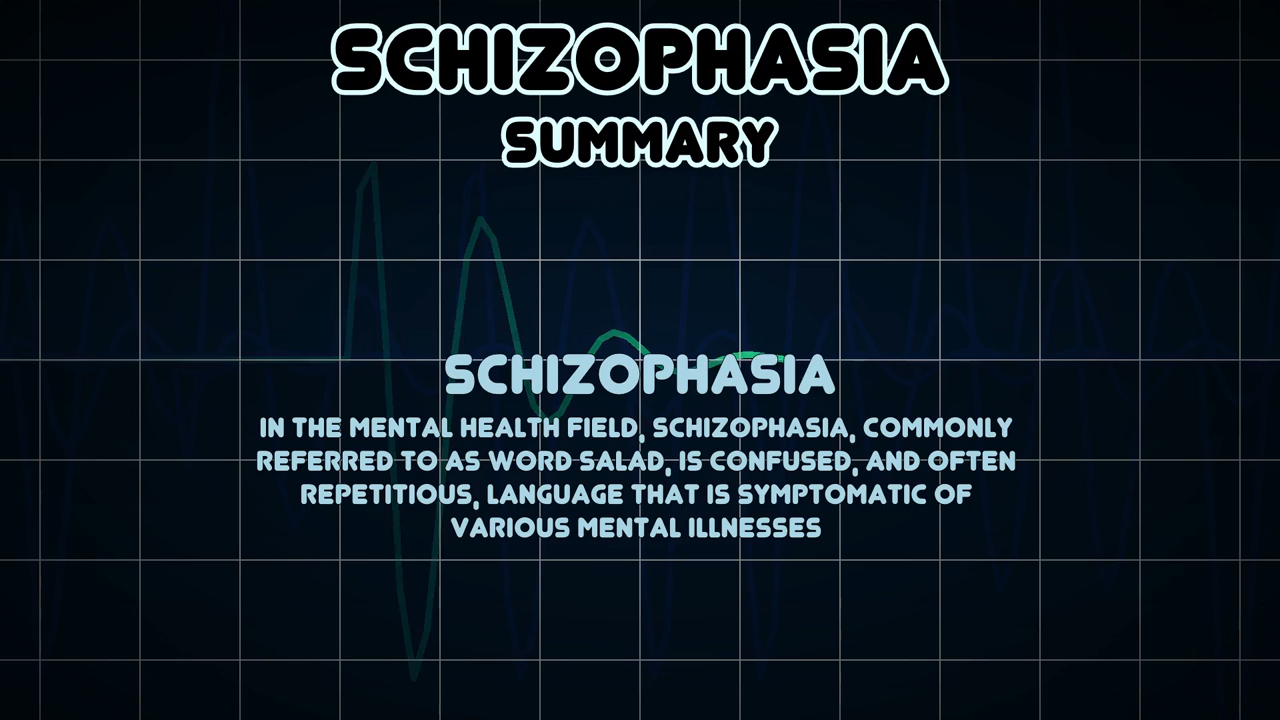 SCHIZOPHASIA
SUMMARY
SCHIZOPHASIA
IN THE MENTAL HEALTH FIELD, SCHIZOPHASIA, COMMONLY
REFERRED TO AS WORD SALAD, IS CONFUSED, AND OFTEN
REPETITIOUS, LANGUAGE THAT IS SYMPTOMATIC OF
VARIOUS MENTAL ILLNESSES